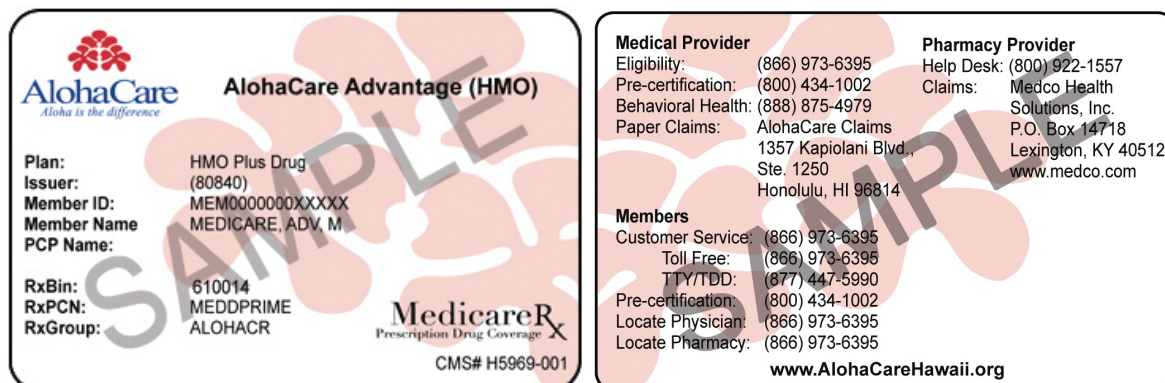 AlohaCare
Aloha is the difference
AlohaCare Advantage (HMO)
Plan: HMO Plus Drug
Issuer: (80840)
Member ID: MEM0000000XXXXX
Member Name MEDICARE, ADV, M
PCP Name:
RxBin: 610014
RxPCN: MEDDPRIME
RxGroup: ALOHACR
MedicareRx
Prescription Drug Coverage
CMS# H5969-001
SAMPLE
Medical Provider
Eligibility: (866) 973-6395
Pre-certification: (800) 434-1002
Behavioral Health: (888) 875-4979
Paper Claims: AlohaCare Claims
1357 Kapiolani Blvd.,
Ste. 1250
Honolulu, HI 96814
Pharmacy Provider
Help Desk: (800) 922-1557
Claims: Medco Health
Solutions, Inc.
P.O. Box 14718
Lexington, KY 40512
www.medco.com
Members
Customer Service: (866) 973-6395
Toll Free: (866) 973-6395
TTY/TDD: (877) 447-5990
Pre-certification: (800) 434-1002
Locate Physician: (866) 973-6395
Locate Pharmacy: (866) 973-6395
www.AlohaCareHawaii.org
SAMPLE